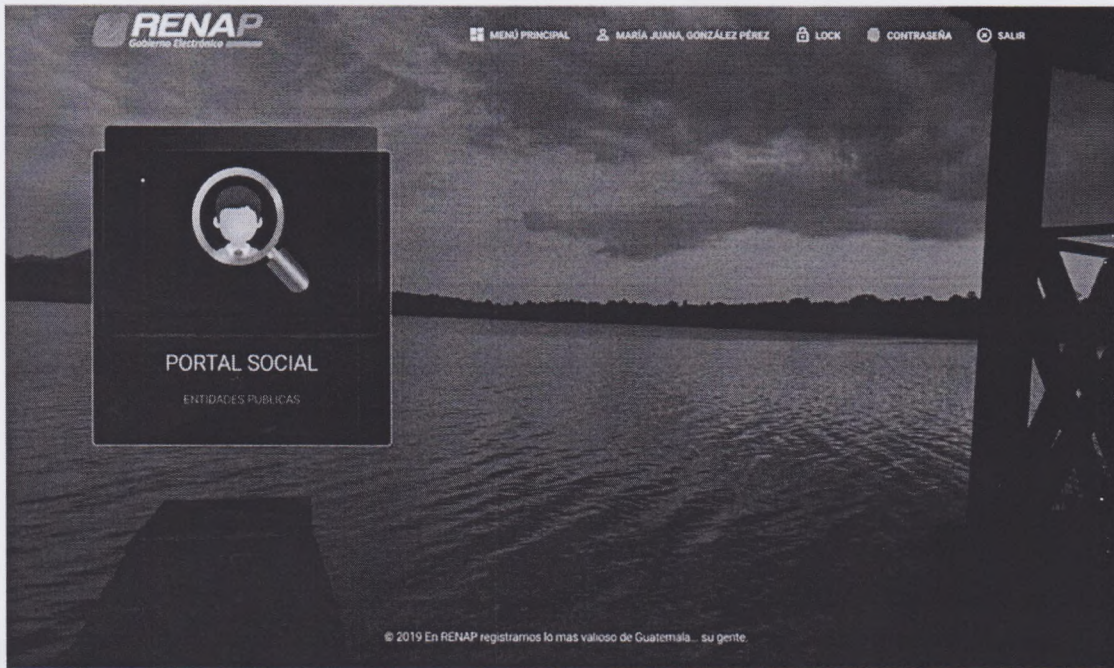 RENAP
Gobierno Electrónico
MENÚ PRINCIPAL
MARÍA JUANA, GONZÁLEZ PÉREZ
LOCK
CONTRASEÑA
SALIR
PORTAL SOCIAL
ENTIDADES PUBLICAS
© 2019 En RENAP registramos lo mas valioso de Guatemala... su gente.